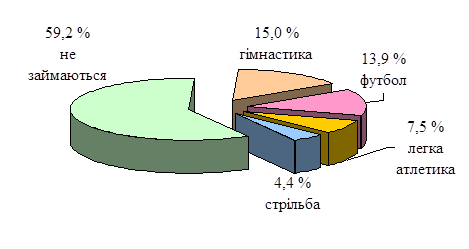 59,2 %
не
займаються
15,0 %
гімнастика
13,9 %
футбол
7,5 %
легка
атлетика
4,4 %
стрільба